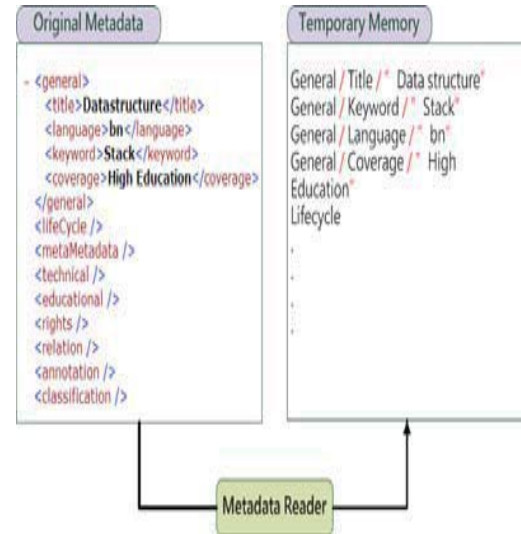 Original Metadata
- <general>
<title>Datastructure</title>
<language>bn</language>
<keyword>Stack</keyword>
<coverage>High Education</coverage>
</general>
<lifeCycle />
<metaMetadata />
<technical />
<educational />
<rights />
<relation />
<annotation />
<classification />
Temporary Memory
General / Title / * Data structure*
General / Keyword / * Stack*
General / Language / * bn*
General / Coverage / * High
Education*
Lifecycle
.
.
.
.
Metadata Reader